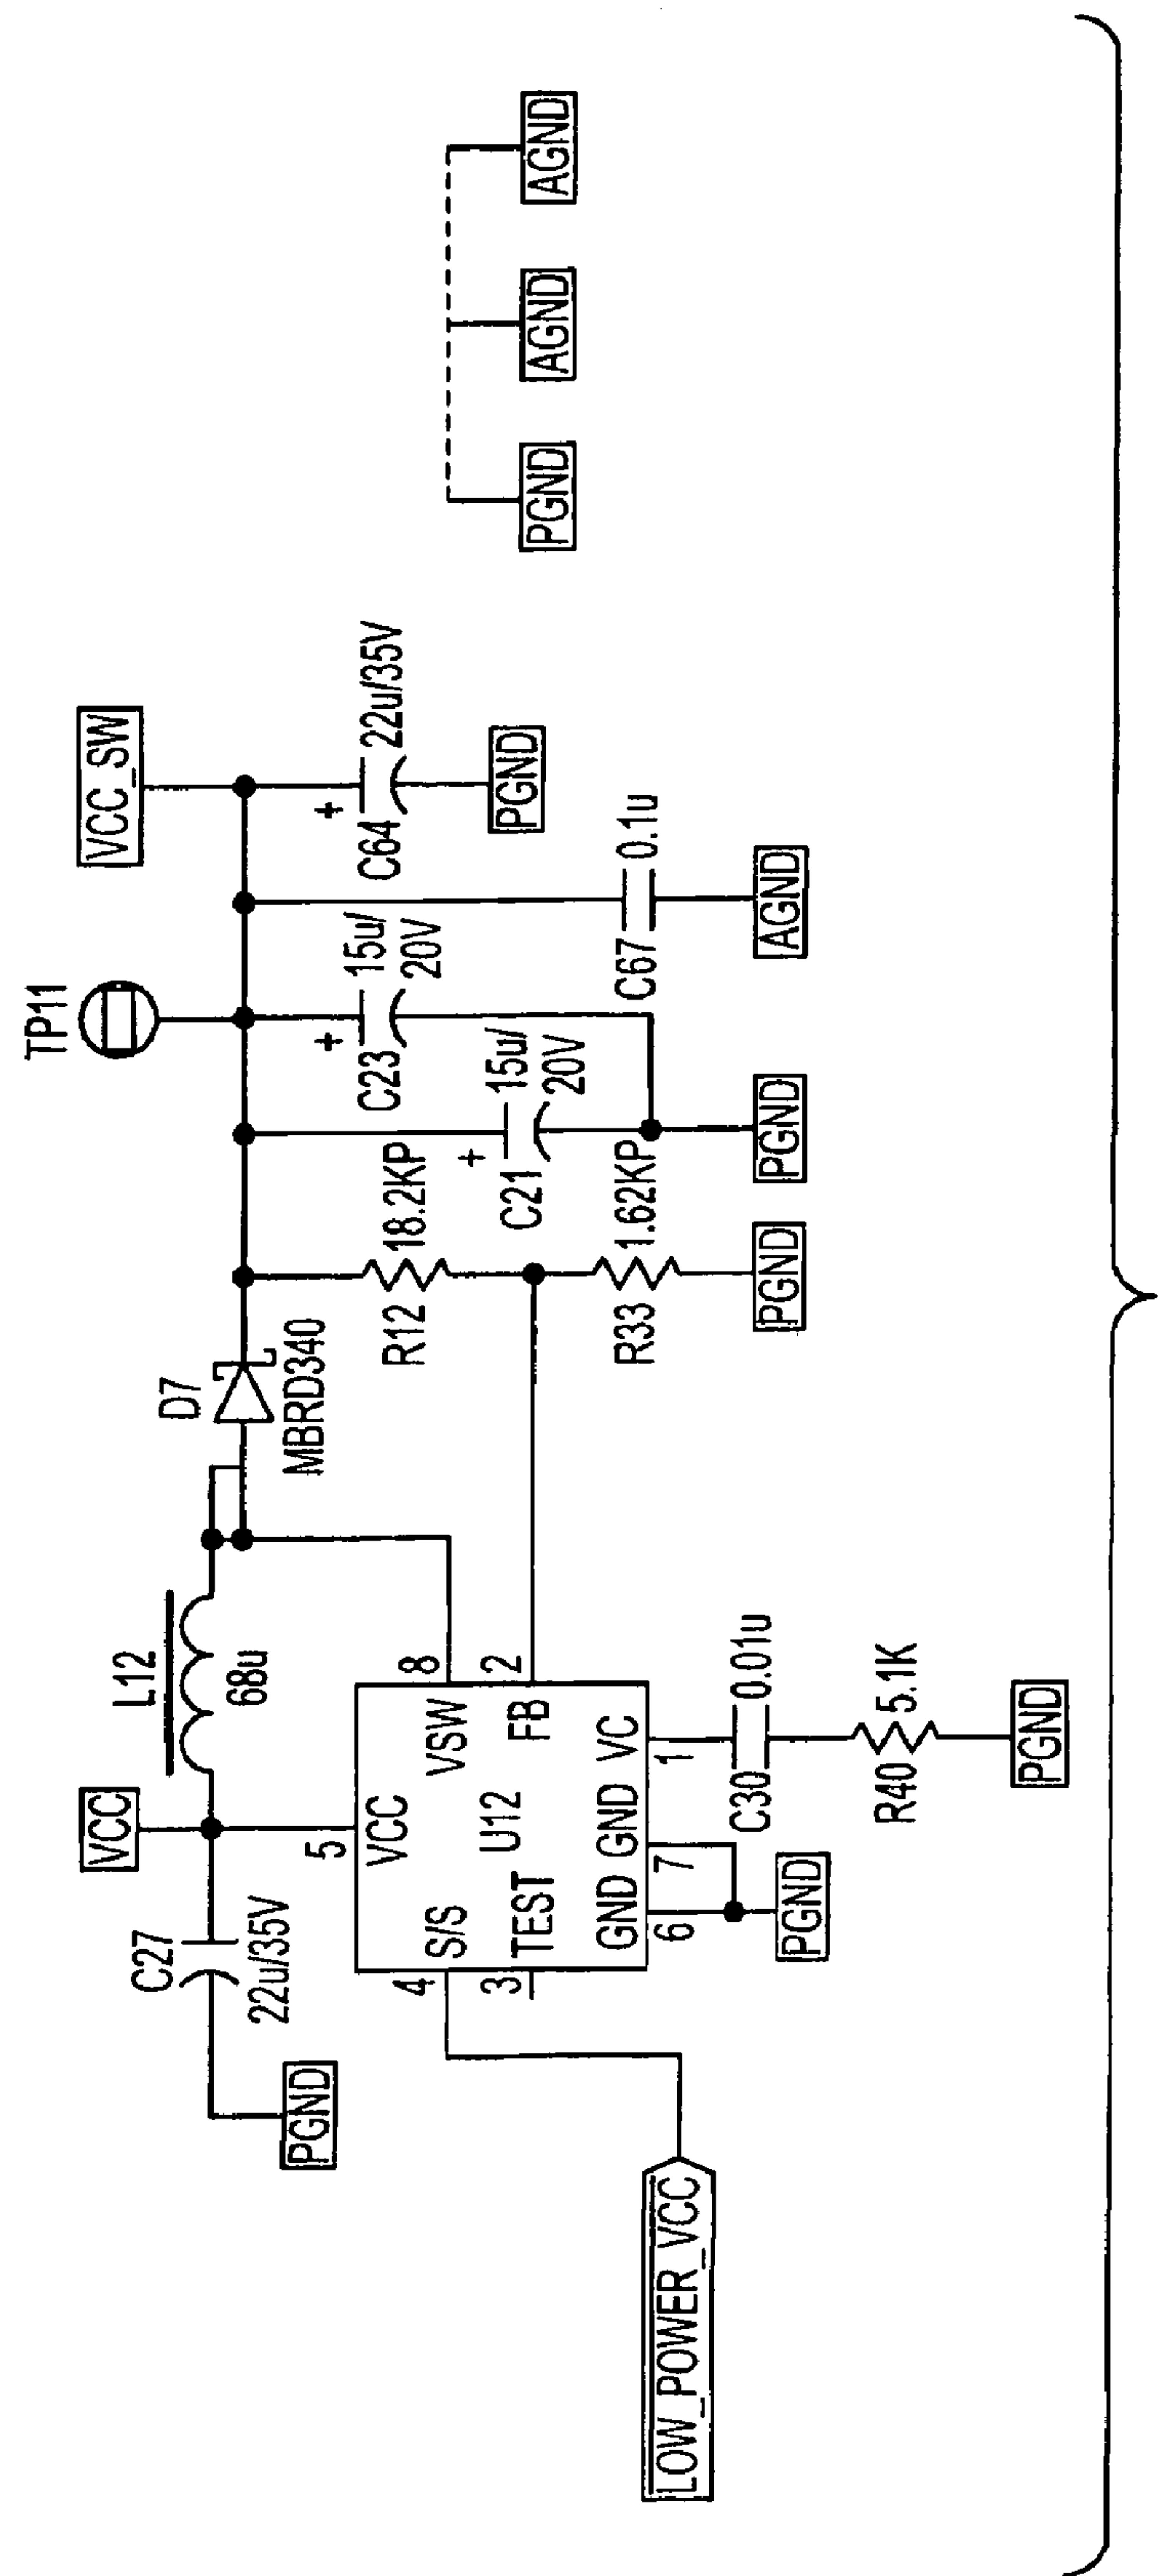 TP11
VCC_SW
VCC
L12
68u
D7
MBRD340
C27
22u/35V
PGND
R12
18.2KP
C21
15u/
20V
+
C23
15u/
20V
+
C64
22u/35V
+
PGND
C67
0.1u
AGND
R33
1.62KP
PGND
PGND
PGND
AGND
AGND
5
VCC
4
S/S
3
TEST
U12
VSW
8
FB
2
GND
6
GND
7
VC
1
PGND
C30
0.01u
R40
5.1K
PGND
LOW_POWER_VCC